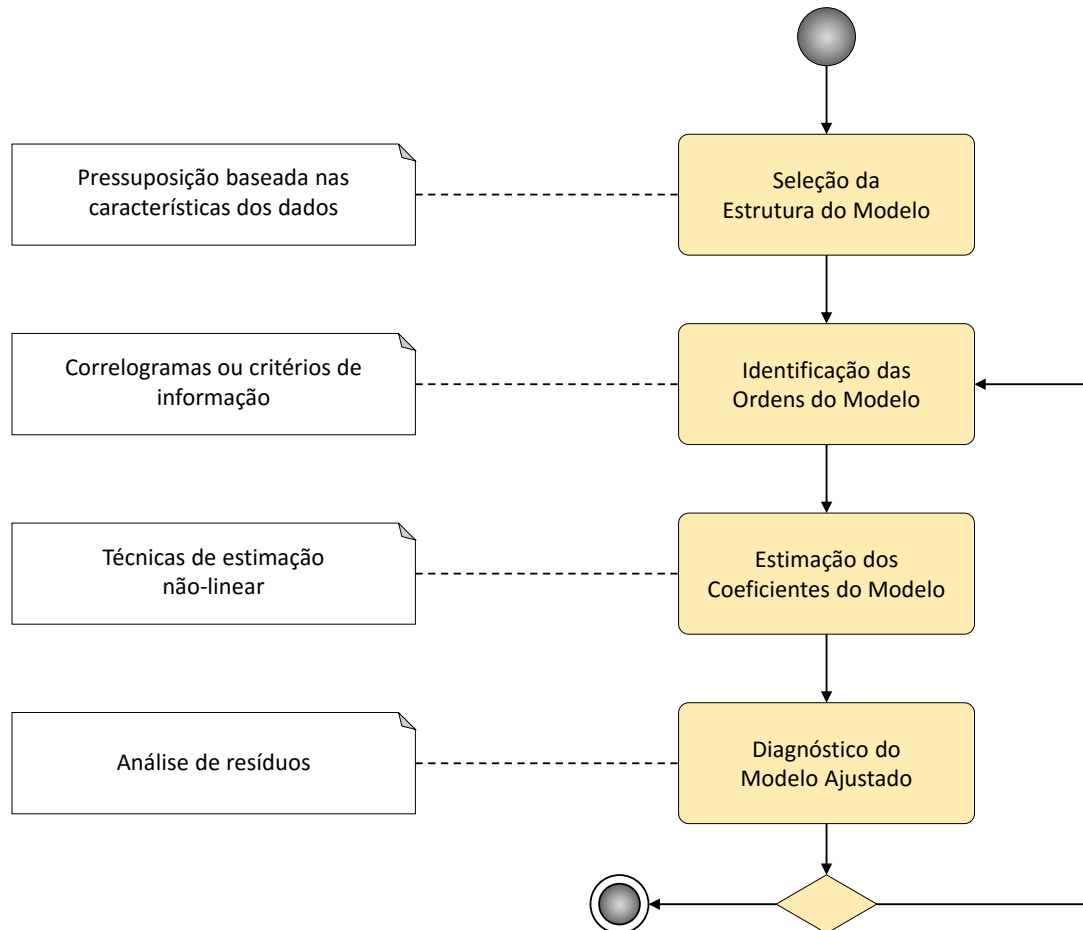 Pressuposição baseada nas
características dos dados
Seleção da
Estrutura do Modelo
Correlogramas ou critérios de
informação
Identificação das
Ordens do Modelo
Técnicas de estimação
não-linear
Estimação dos
Coeficientes do Modelo
Análise de resíduos
Diagnóstico do
Modelo Ajustado